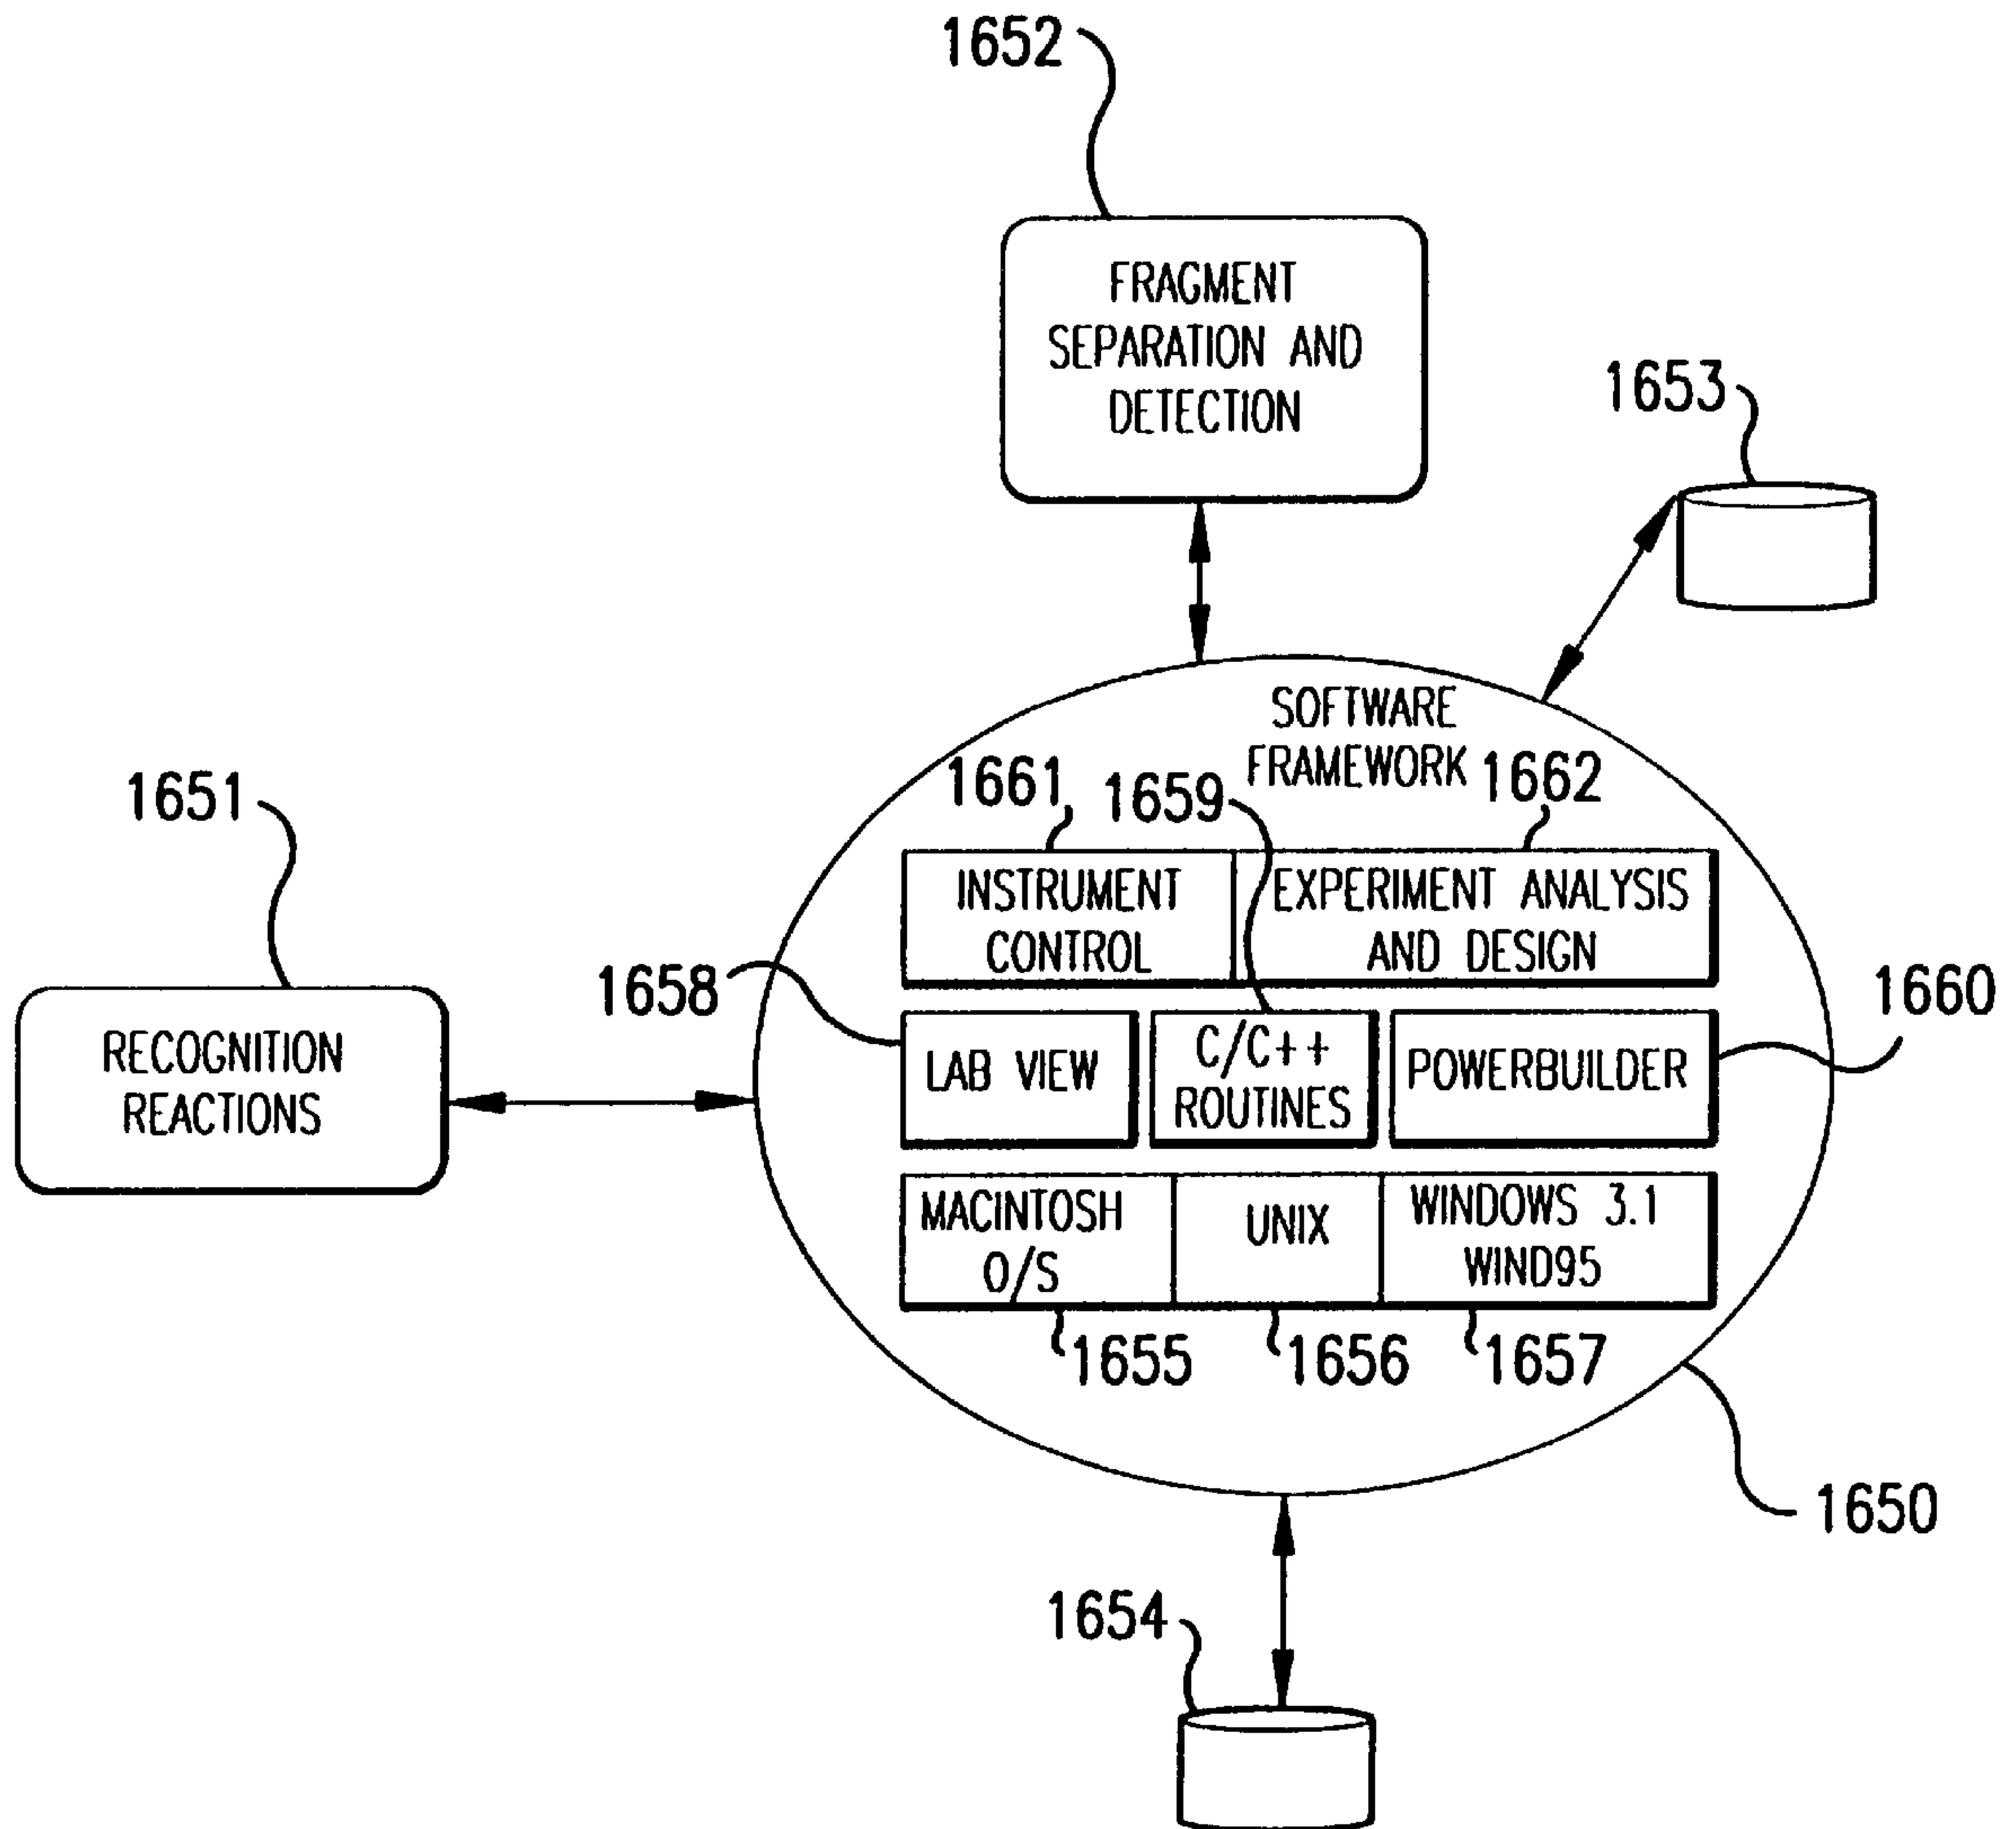 1652
FRAGMENT
SEPARATION AND
DETECTION
1653
SOFTWARE
FRAMEWORK
1661
1659
1662
1651
INSTRUMENT
CONTROL
EXPERIMENT ANALYSIS
AND DESIGN
1658
1660
RECOGNITION
REACTIONS
LAB VIEW
C/C++
ROUTINES
POWERBUILDER
MACINTOSH
O/S
UNIX
WINDOWS 3.1
WIND95
1655
1656
1657
1650
1654